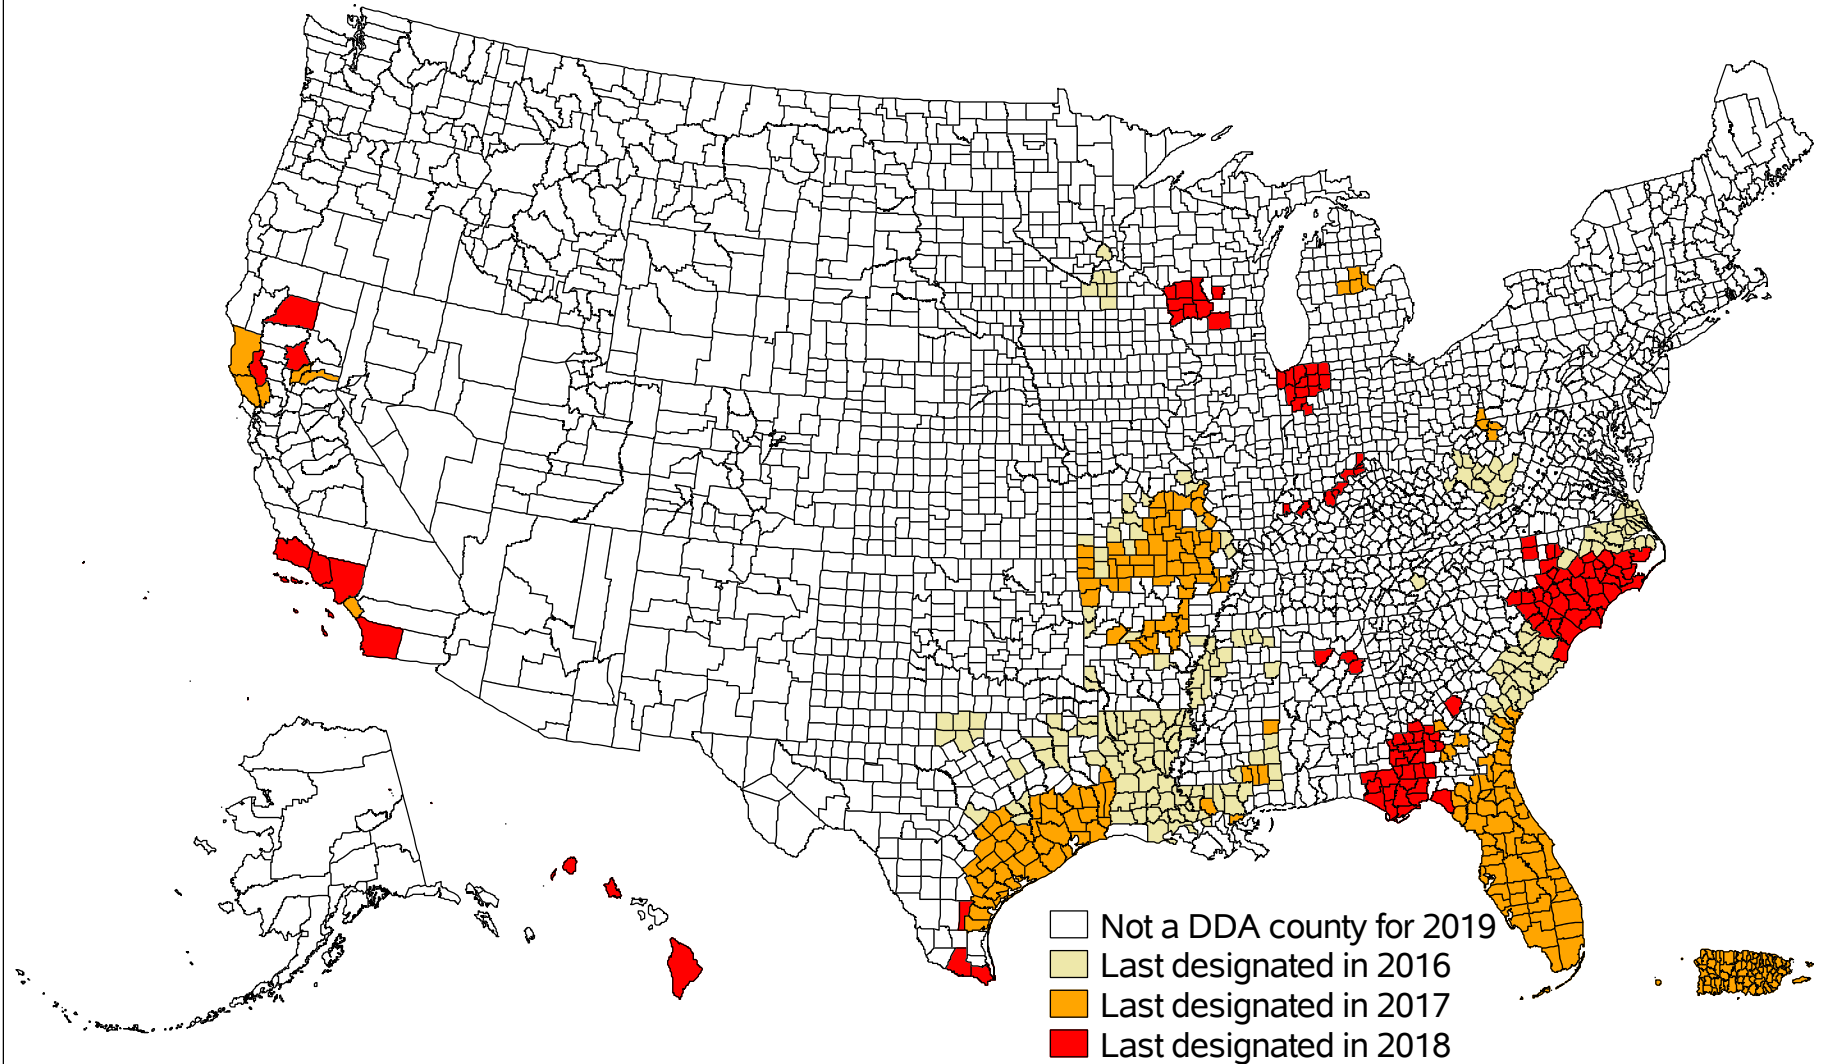 Not a DDA county for 2019
Last designated in 2016
Last designated in 2017
Last designated in 2018